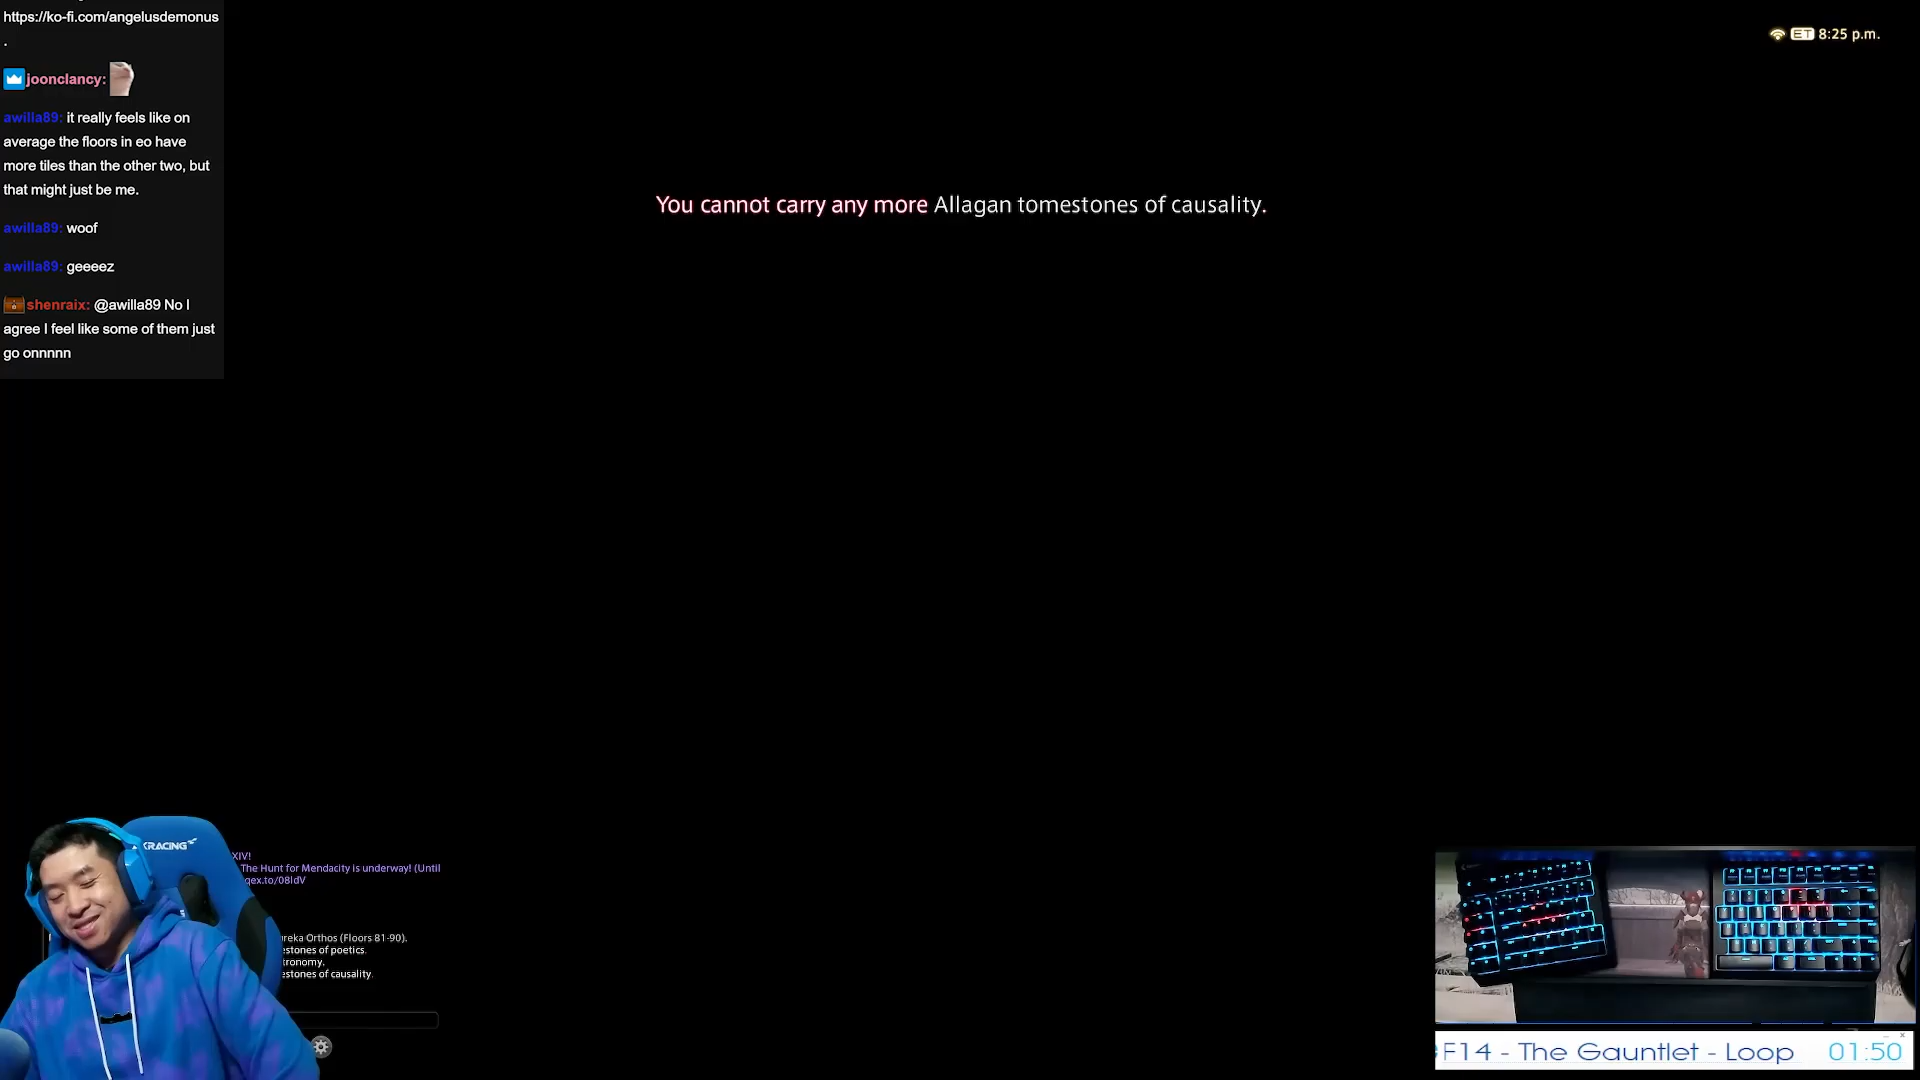 https://ko-fi.com/angelusdemonus
.
joonclancy:
awilla89: it really feels like on
average the floors in eo have
more tiles than the other two, but
that might just be me.
awilla89: woof
awilla89: geeeez
shenraix: @awilla89 No I
agree I feel like some of them just
go onnnnn
ET 8:25 p.m.
You cannot carry any more Allagan tomestones of causality.
KRACING
XIV!
The Hunt for Mendacity is underway! (Until
qex.to/08ldV
ureka Orthos (Floors 81-90).
estones of poetics.
tronomy.
estones of causality.
F14 - The Gauntlet - Loop 01:50